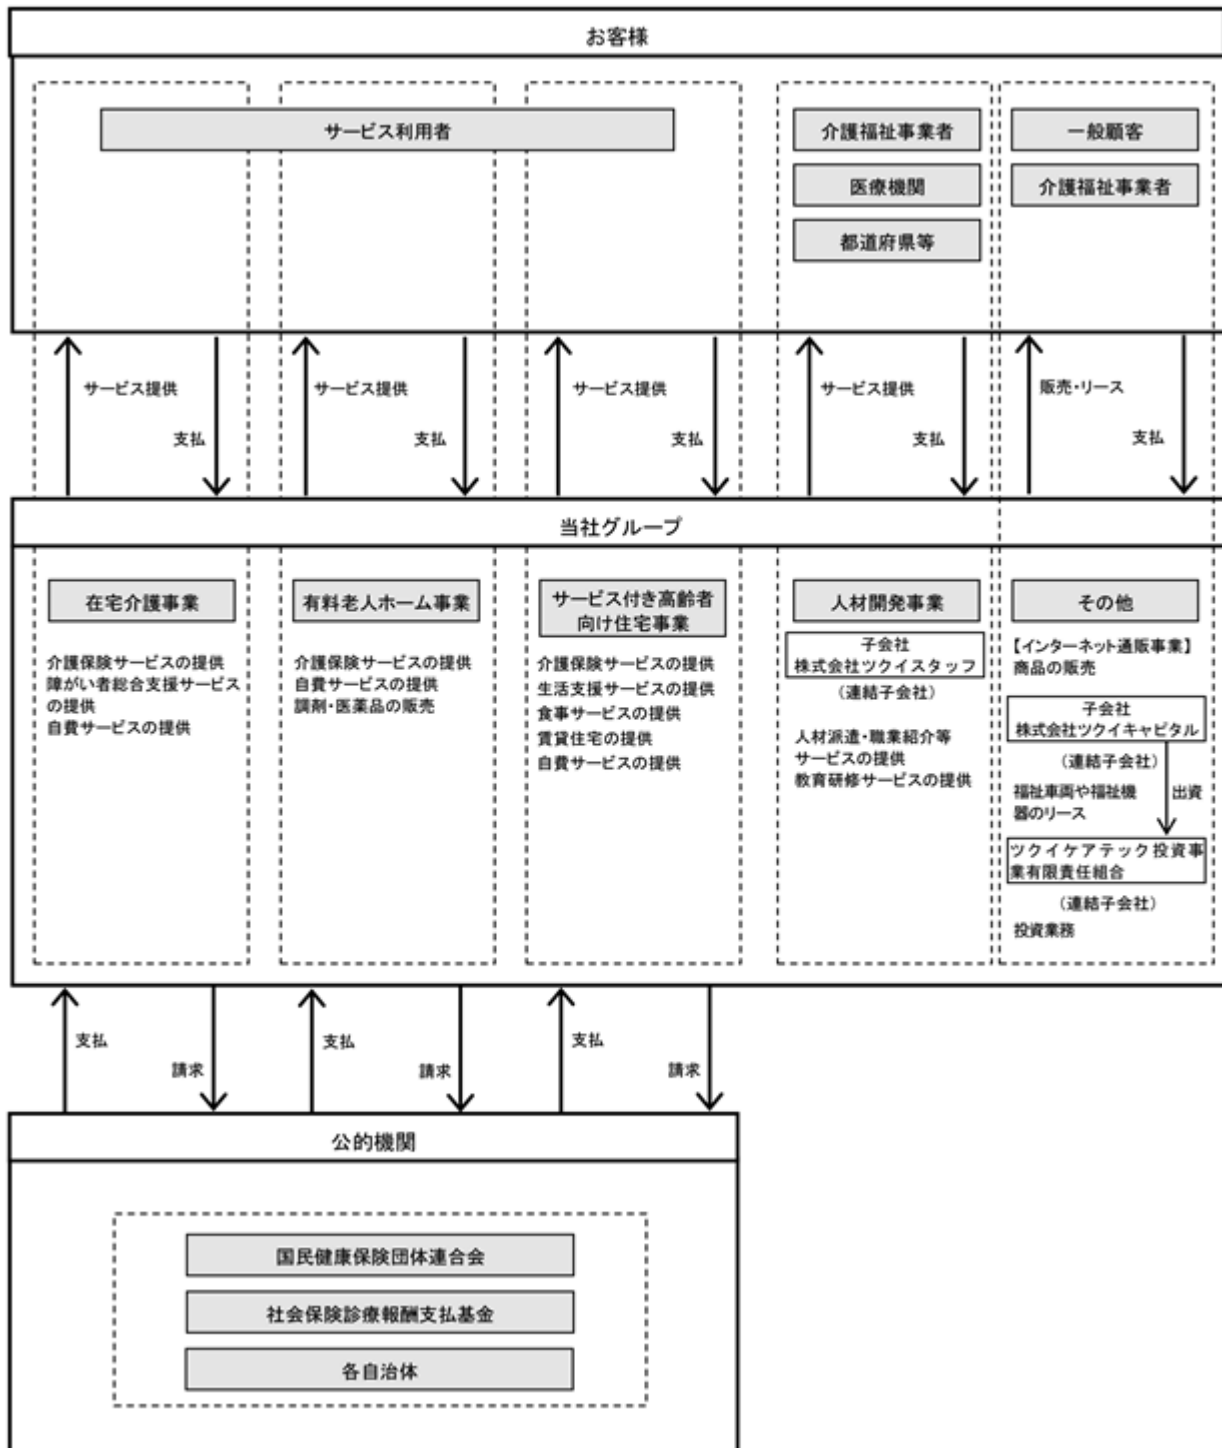 お客様
サービス利用者
介護福祉事業者
医療機関
都道府県等
一般顧客
介護福祉事業者
サービス提供
支払
サービス提供
支払
サービス提供
支払
サービス提供
支払
販売・リース
支払
当社グループ
在宅介護事業
介護保険サービスの提供
障がい者総合支援サービス
の提供
自費サービスの提供
有料老人ホーム事業
介護保険サービスの提供
自費サービスの提供
調剤・医薬品の販売
サービス付き高齢者
向け住宅事業
介護保険サービスの提供
生活支援サービスの提供
食事サービスの提供
賃貸住宅の提供
自費サービスの提供
人材開発事業
子会社
株式会社ツクイスタッフ
(連結子会社)
人材派遣・職業紹介等
サービスの提供
教育研修サービスの提供
その他
【インターネット通販事業】
商品の販売
子会社
株式会社ツクイキャピタル
(連結子会社)
福祉車両や福祉機
器のリース
出資
ツクイケアテック投資事
業有限責任組合
(連結子会社)
投資業務
支払
請求
支払
請求
支払
請求
公的機関
国民健康保険団体連合会
社会保険診療報酬支払基金
各自治体